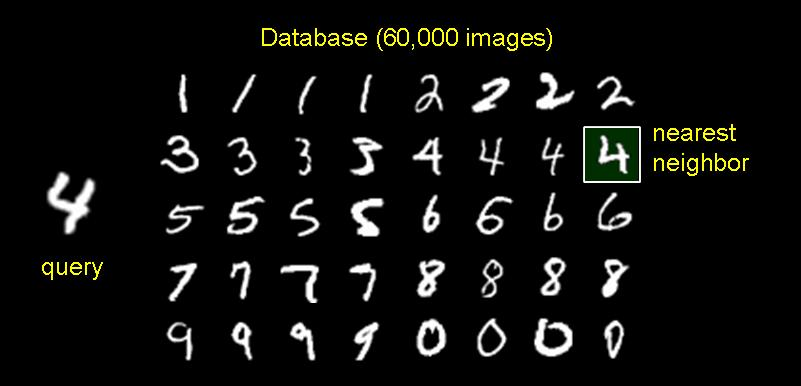 Database (60,000 images)
1 1 1 1 2 2 2 2
3 3 3 3 4 4 4 4
nearest
neighbor
4
5 5 5 5 6 6 6 6
query
7 7 7 7 8 8 8 8
9 9 9 9 0 0 0 0